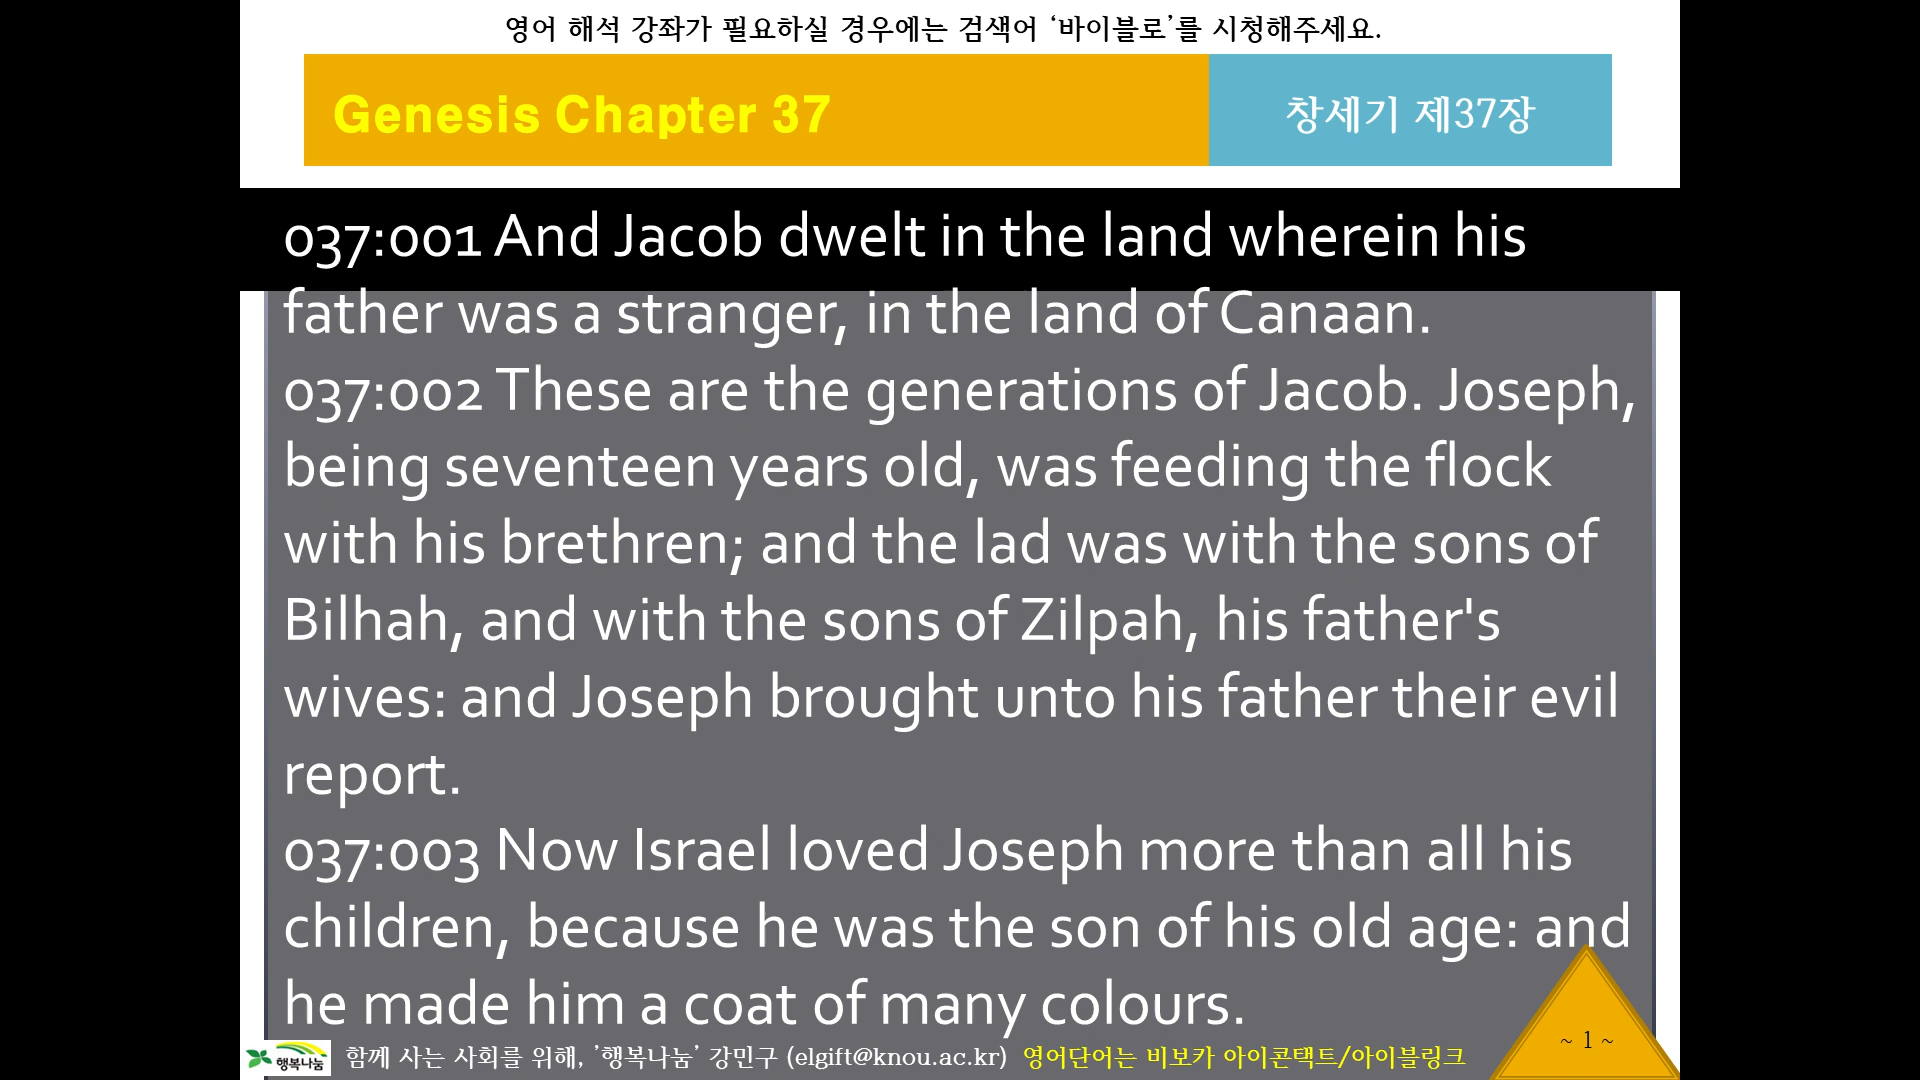 영어 해석 강좌가 필요하실 경우에는 검색어 ‘바이블로’를 시청해주세요.
Genesis Chapter 37
창세기 제37장
037:001 And Jacob dwelt in the land wherein his
father was a stranger, in the land of Canaan.
037:002 These are the generations of Jacob. Joseph,
being seventeen years old, was feeding the flock
with his brethren; and the lad was with the sons of
Bilhah, and with the sons of Zilpah, his father's
wives: and Joseph brought unto his father their evil
report.
037:003 Now Israel loved Joseph more than all his
children, because he was the son of his old age: and
he made him a coat of many colours.
행복나눔 함께 사는 사회를 위해, ’행복나눔’ 강민구 (elgift@knou.ac.kr) 영어단어는 비보카 아이콘택트/아이블링크
~ 1 ~